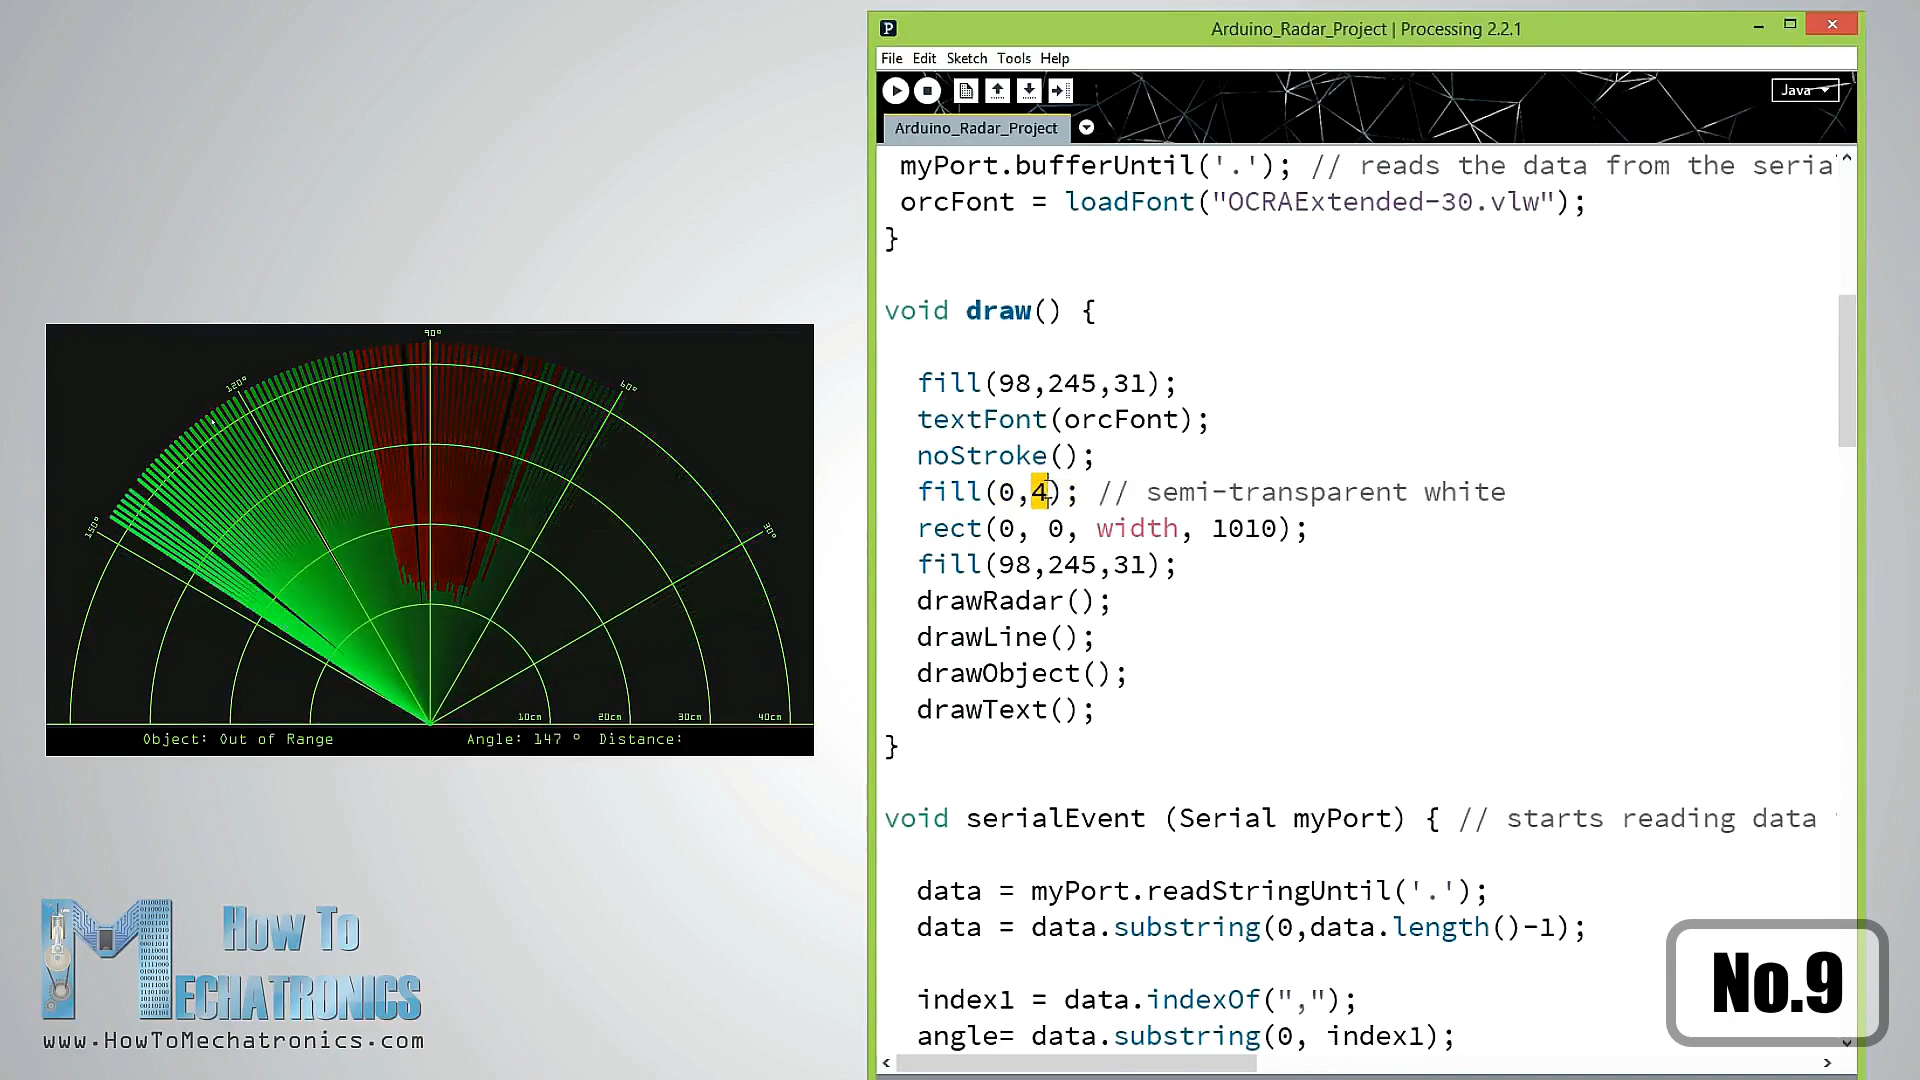 Arduino_Radar_Project | Processing 2.2.1
File Edit Sketch Tools Help
Java
Arduino_Radar_Project
myPort.bufferUntil('.'); // reads the data from the seria
orcFont = loadFont("OCRAExtended-30.vlw");
}
void draw() {
fill(98,245,31);
textFont(orcFont);
noStroke();
fill(0,4); // semi-transparent white
rect(0, 0, width, 1010);
fill(98,245,31);
drawRadar();
drawLine();
drawObject();
drawText();
}
void serialEvent (Serial myPort) { // starts reading data
data = myPort.readStringUntil('.');
data = data.substring(0,data.length()-1);
index1 = data.indexOf(",");
angle= data.substring(0, index1);
90°
120°
60°
150°
30°
10cm 20cm 30cm 40cm
Object: Out of Range Angle: 147 ° Distance:
How To
MECHATRONICS
www.HowToMechatronics.com
No.9